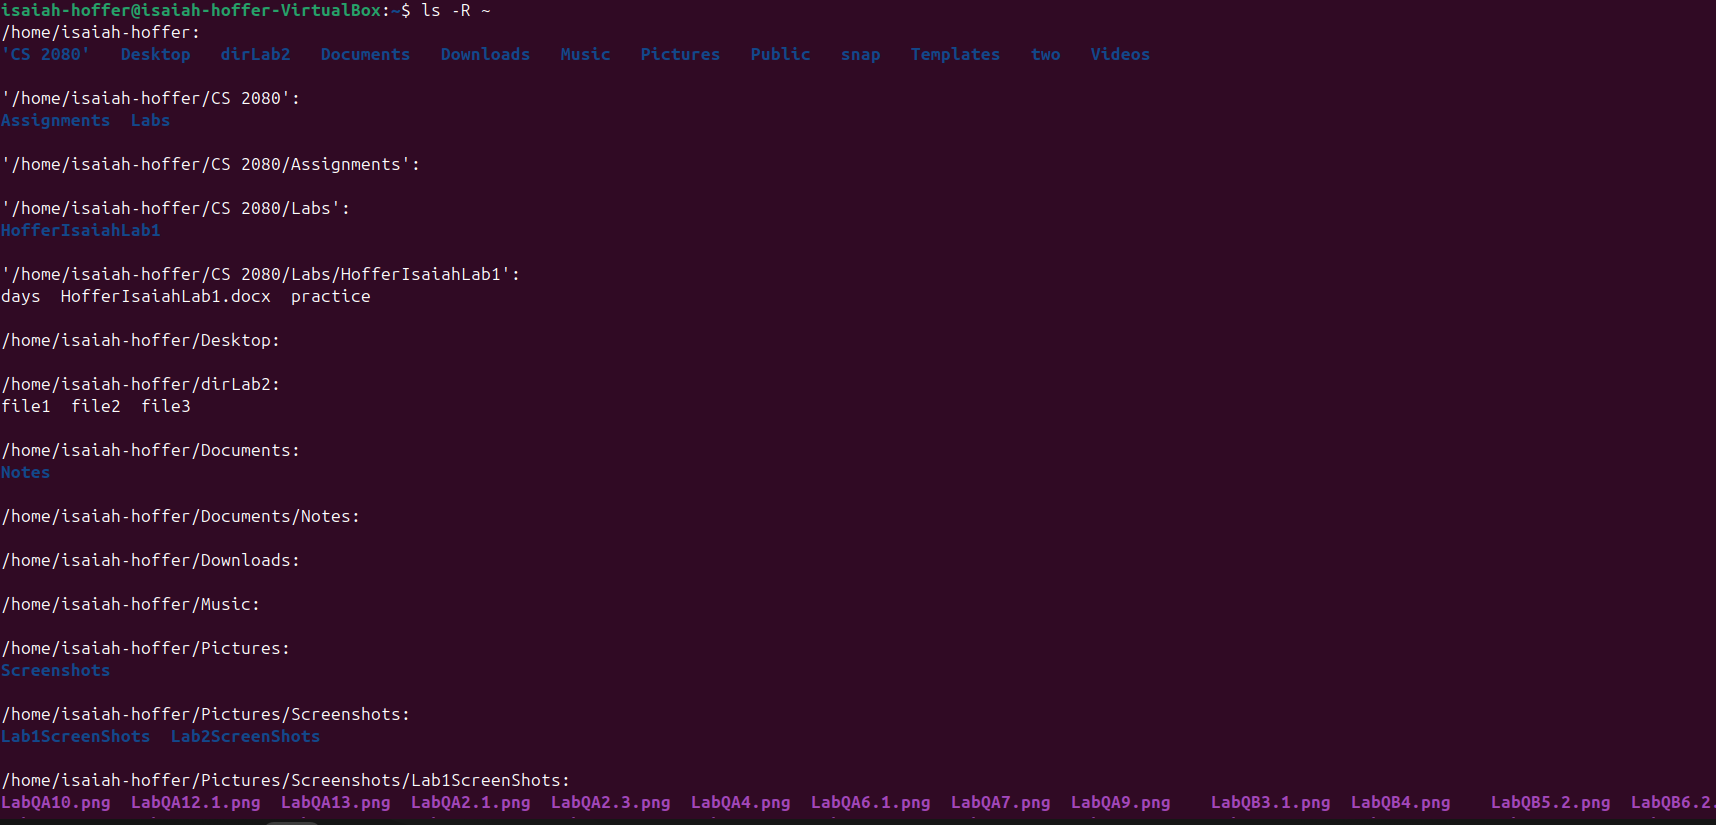 isaiah-hoffer@isaiah-hoffer-VirtualBox:~$ ls -R ~
/home/isaiah-hoffer:
'CS 2080'   Desktop   dirLab2   Documents   Downloads   Music   Pictures   Public   snap   Templates   two   Videos
'/home/isaiah-hoffer/CS 2080':
Assignments  Labs
'/home/isaiah-hoffer/CS 2080/Assignments':
'/home/isaiah-hoffer/CS 2080/Labs':
HofferIsaiahLab1
'/home/isaiah-hoffer/CS 2080/Labs/HofferIsaiahLab1':
days  HofferIsaiahLab1.docx  practice
/home/isaiah-hoffer/Desktop:
/home/isaiah-hoffer/dirLab2:
file1  file2  file3
/home/isaiah-hoffer/Documents:
Notes
/home/isaiah-hoffer/Documents/Notes:
/home/isaiah-hoffer/Downloads:
/home/isaiah-hoffer/Music:
/home/isaiah-hoffer/Pictures:
Screenshots
/home/isaiah-hoffer/Pictures/Screenshots:
Lab1ScreenShots  Lab2ScreenShots
/home/isaiah-hoffer/Pictures/Screenshots/Lab1ScreenShots:
LabQA10.png  LabQA12.1.png  LabQA13.png  LabQA2.1.png  LabQA2.3.png  LabQA4.png  LabQA6.1.png  LabQA7.png  LabQA9.png    LabQB3.1.png  LabQB4.png    LabQB5.2.png  LabQB6.2.